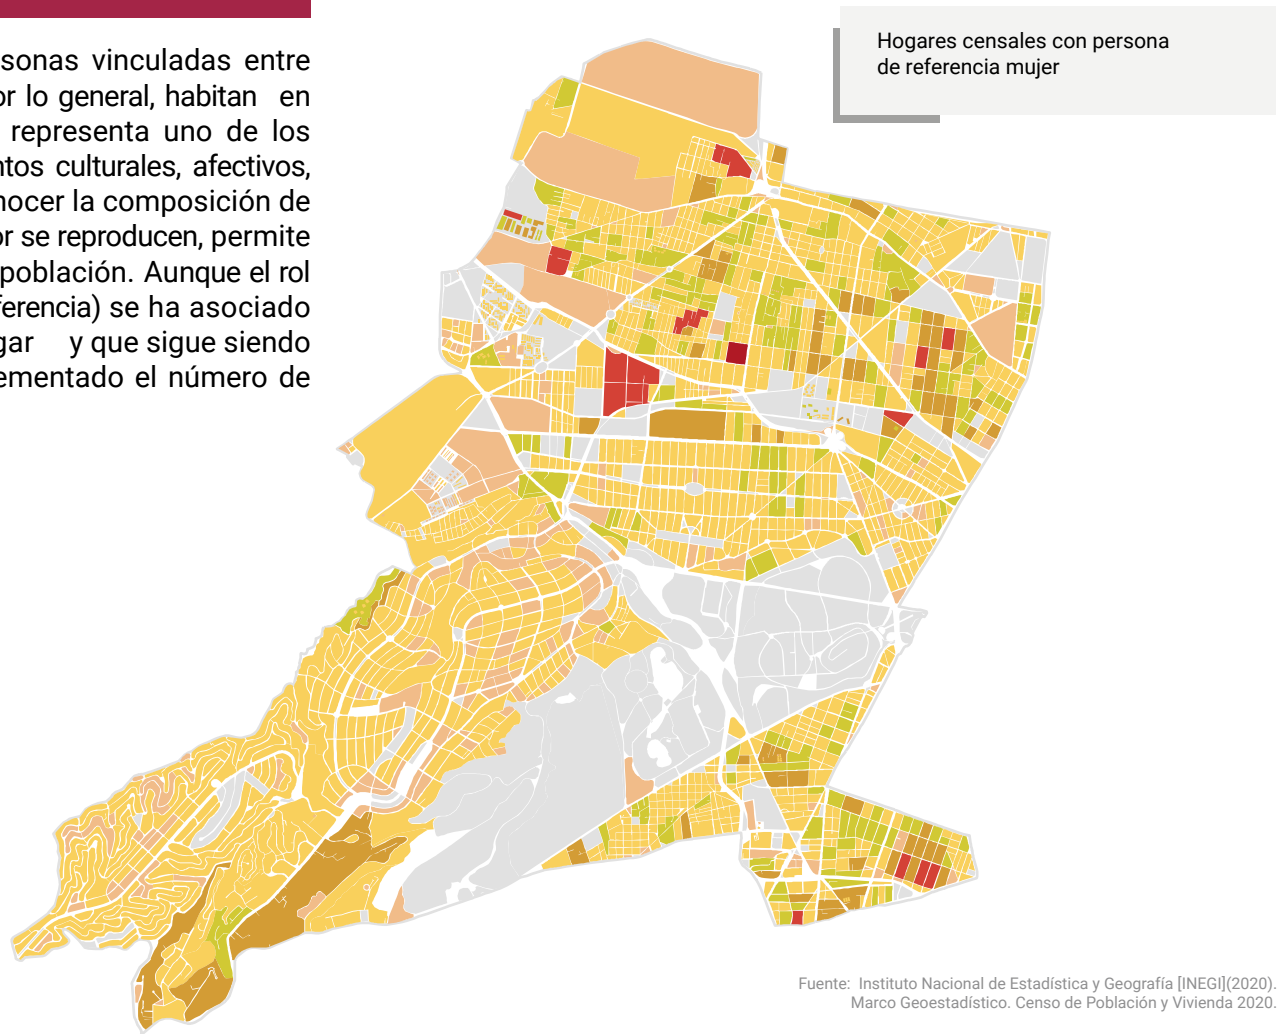 sonas vinculadas entre
or lo general, habitan en
representa uno de los
ntos culturales, afectivos,
nocer la composición de
or se reproducen, permite
población. Aunque el rol
ferencia) se ha asociado
gar y que sigue siendo
ementado el número de
Hogares censales con persona
de referencia mujer
Fuente: Instituto Nacional de Estadística y Geografía [INEGI](2020).
Marco Geoestadístico. Censo de Población y Vivienda 2020.